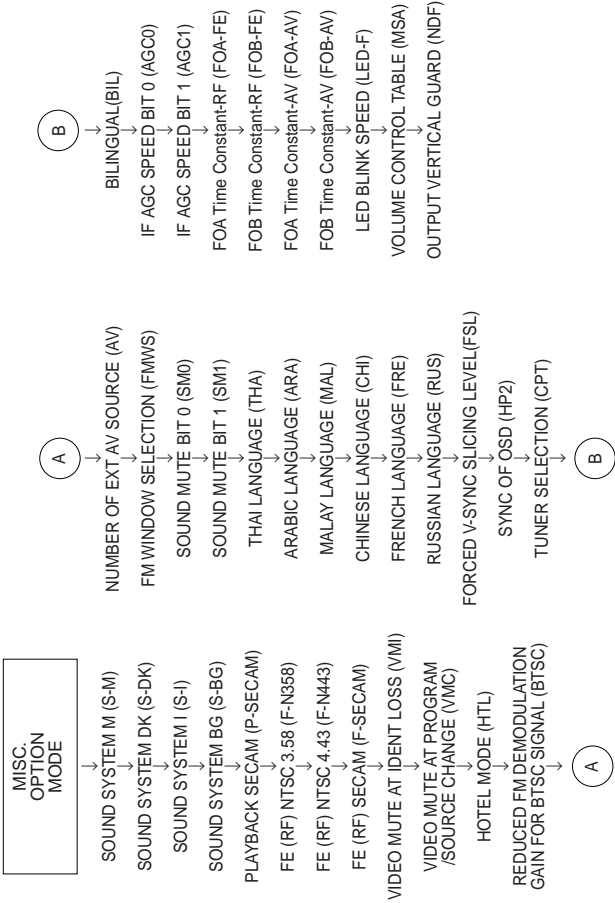 MISC.
OPTION
MODE
SOUND SYSTEM M (S-M)
SOUND SYSTEM DK (S-DK)
SOUND SYSTEM I (S-I)
SOUND SYSTEM BG (S-BG)
PLAYBACK SECAM (P-SECAM)
FE (RF) NTSC 3.58 (F-N358)
FE (RF) NTSC 4.43 (F-N443)
FE (RF) SECAM (F-SECAM)
VIDEO MUTE AT IDENT LOSS (VMI)
VIDEO MUTE AT PROGRAM
/SOURCE CHANGE (VMC)
HOTEL MODE (HTL)
REDUCED FM DEMODULATION
GAIN FOR BTSC SIGNAL (BTSC)
A
A
NUMBER OF EXT AV SOURCE (AV)
FM WINDOW SELECTION (FMWS)
SOUND MUTE BIT 0 (SM0)
SOUND MUTE BIT 1 (SM1)
THAI LANGUAGE (THA)
ARABIC LANGUAGE (ARA)
MALAY LANGUAGE (MAL)
CHINESE LANGUAGE (CHI)
FRENCH LANGUAGE (FRE)
RUSSIAN LANGUAGE (RUS)
FORCED V-SYNC SLICING LEVEL(FSL)
SYNC OF OSD (HP2)
TUNER SELECTION (CPT)
B
B
BILINGUAL(BIL)
IF AGC SPEED BIT 0 (AGC0)
IF AGC SPEED BIT 1 (AGC1)
FOA Time Constant-RF (FOA-FE)
FOB Time Constant-RF (FOB-FE)
FOA Time Constant-AV (FOA-AV)
FOB Time Constant-AV (FOB-AV)
LED BLINK SPEED (LED-F)
VOLUME CONTROL TABLE (MSA)
OUTPUT VERTICAL GUARD (NDF)